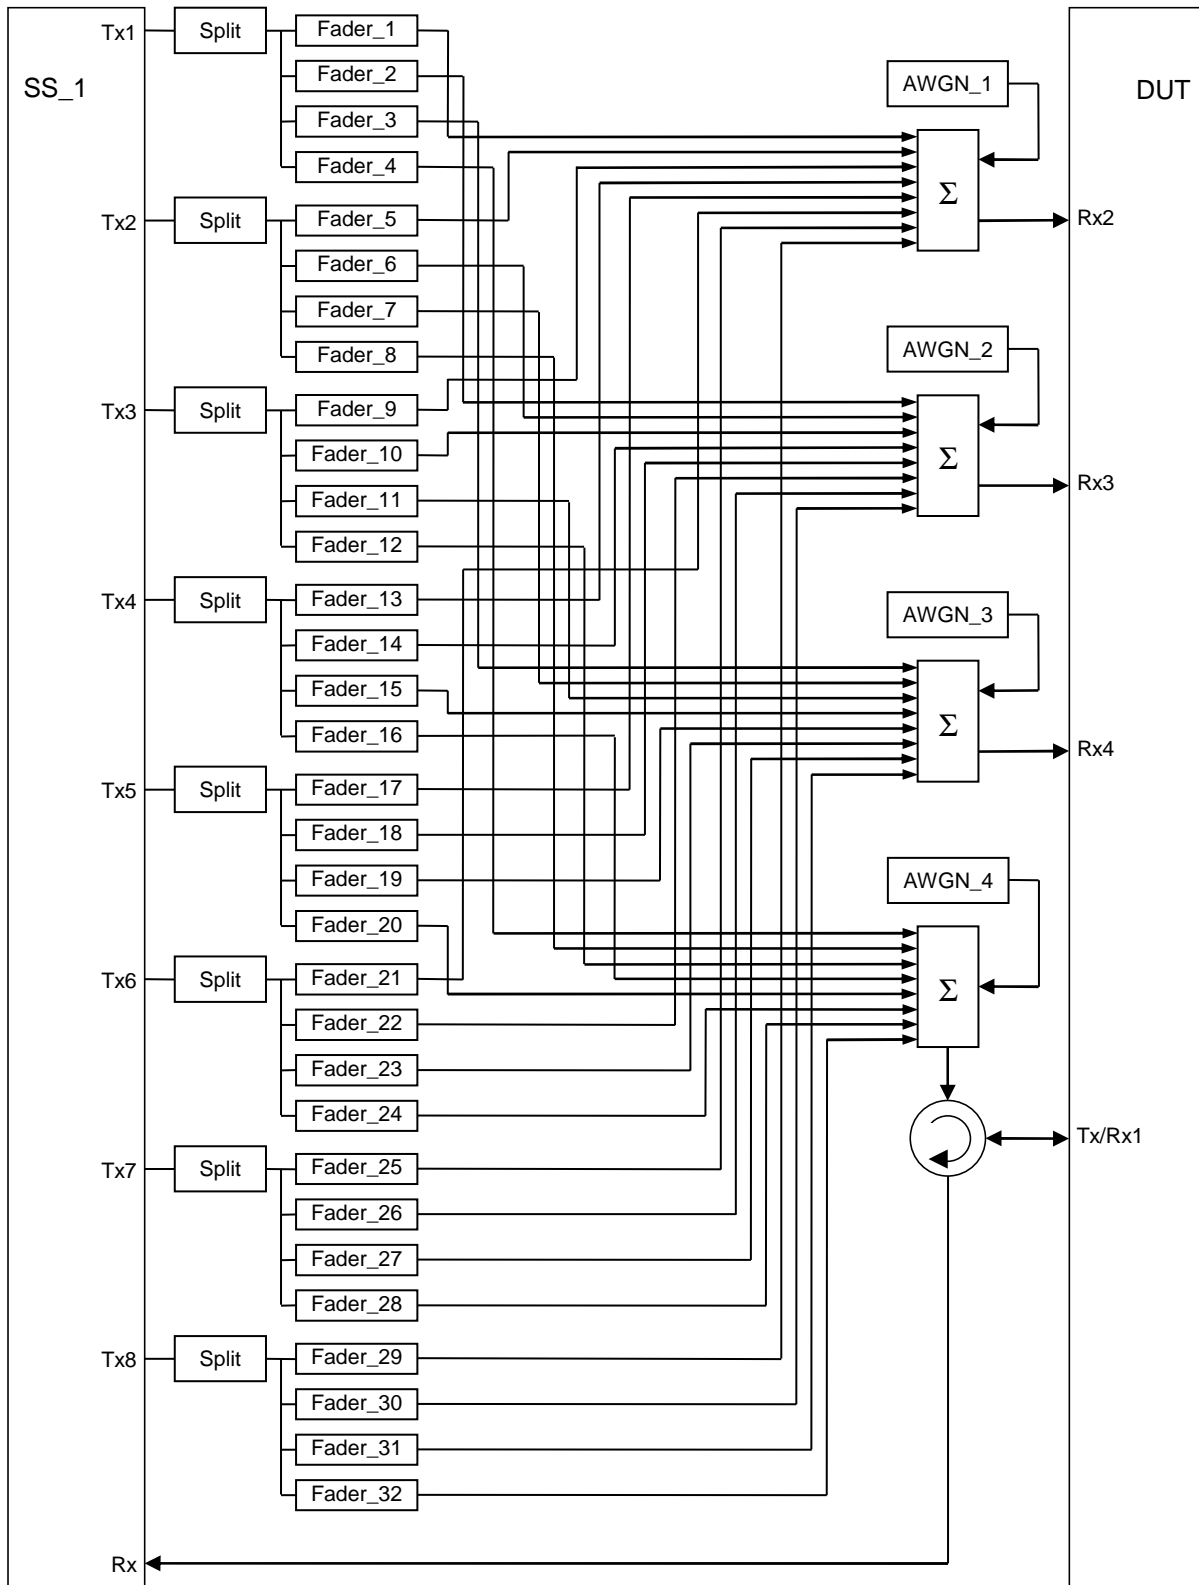 SS_1
DUT
Tx1
Split
Fader_1
Fader_2
Fader_3
Fader_4
Tx2
Split
Fader_5
Fader_6
Fader_7
Fader_8
Tx3
Split
Fader_9
Fader_10
Fader_11
Fader_12
Tx4
Split
Fader_13
Fader_14
Fader_15
Fader_16
Tx5
Split
Fader_17
Fader_18
Fader_19
Fader_20
Tx6
Split
Fader_21
Fader_22
Fader_23
Fader_24
Tx7
Split
Fader_25
Fader_26
Fader_27
Fader_28
Tx8
Split
Fader_29
Fader_30
Fader_31
Fader_32
Rx
AWGN_1
Σ
Rx2
AWGN_2
Σ
Rx3
AWGN_3
Σ
Rx4
AWGN_4
Σ
Tx/Rx1